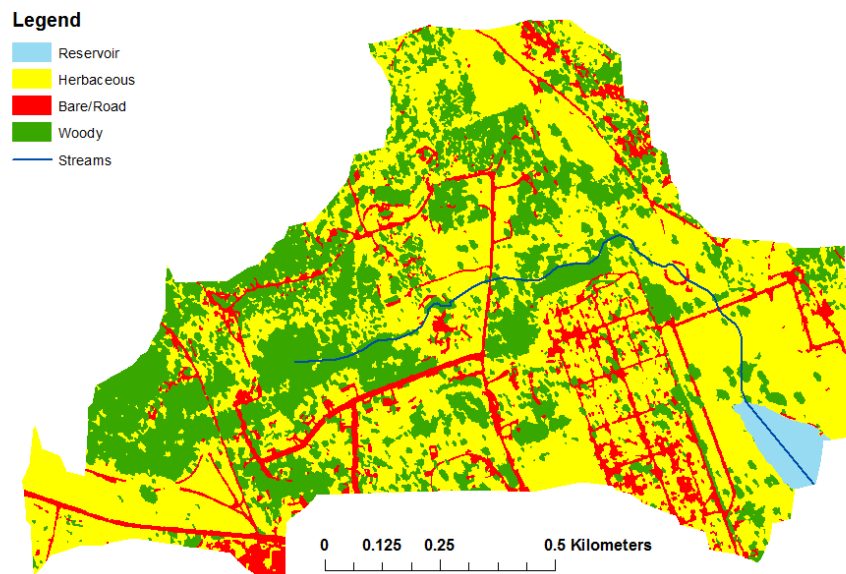 Legend
Reservoir
Herbaceous
Bare/Road
Woody
Streams
0 0.125 0.25 0.5 Kilometers